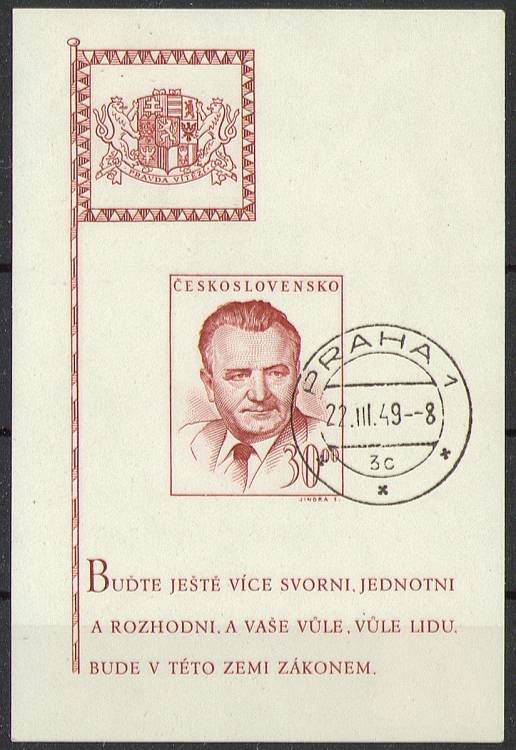 PRAVDA VÍTĚZÍ
ČESKOSLOVENSKO
PRAHA 1
22.III.49--8
3c
30.00
JINDRA S.
BUĎTE JEŠTĚ VÍCE SVORNI, JEDNOTNI
A ROZHODNI, A VAŠE VŮLE, VŮLE LIDU,
BUDE V TÉTO ZEMI ZÁKONEM.